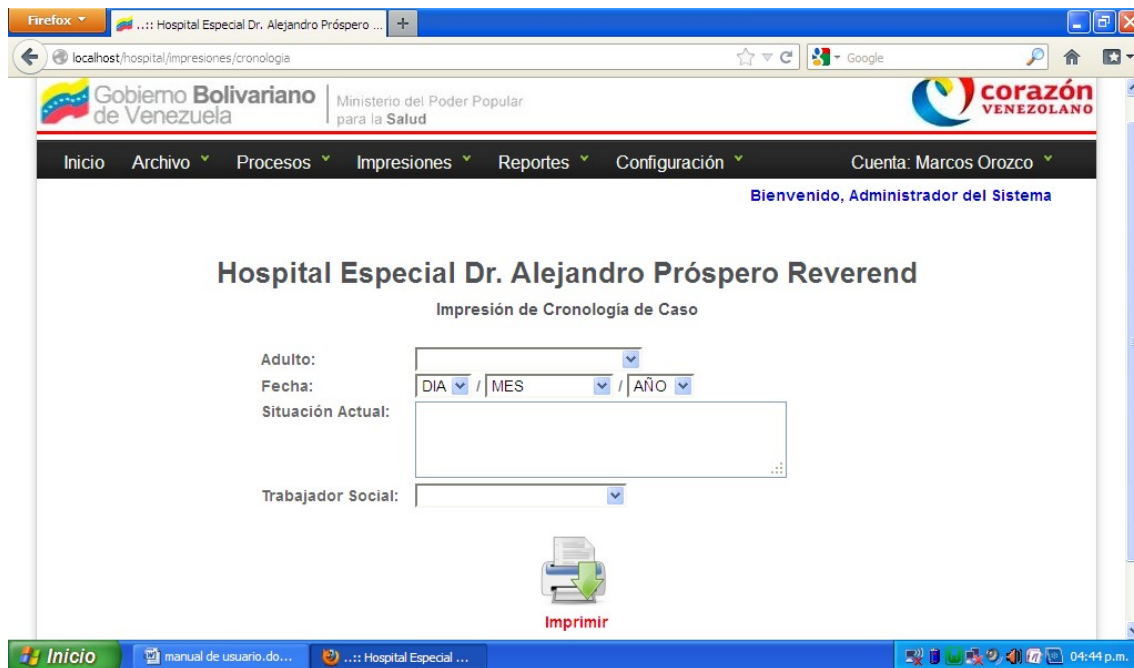 Firefox
..:: Hospital Especial Dr. Alejandro Próspero ...
localhost/hospital/impresiones/cronologia
Google
Gobierno Bolivariano de Venezuela
Ministerio del Poder Popular para la Salud
corazón VENEZOLANO
Inicio Archivo Procesos Impresiones Reportes Configuración Cuenta: Marcos Orozco
Bienvenido, Administrador del Sistema
Hospital Especial Dr. Alejandro Próspero Reverend
Impresión de Cronología de Caso
Adulto:
Fecha: DIA / MES / AÑO
Situación Actual:
Trabajador Social:
Imprimir
Inicio manual de usuario.do... ..:: Hospital Especial ... 04:44 p.m.